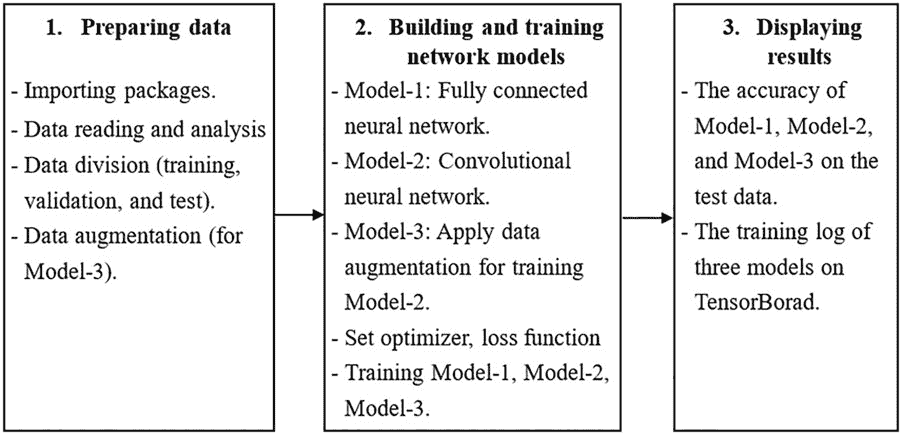 1. Preparing data
- Importing packages.
- Data reading and analysis
- Data division (training,
validation, and test).
- Data augmentation (for
Model-3).
2. Building and training
network models
- Model-1: Fully connected
neural network.
- Model-2: Convolutional
neural network.
- Model-3: Apply data
augmentation for training
Model-2.
- Set optimizer, loss function
- Training Model-1, Model-2,
Model-3.
3. Displaying
results
- The accuracy of
Model-1, Model-2,
and Model-3 on the
test data.
- The training log of
three models on
TensorBorad.